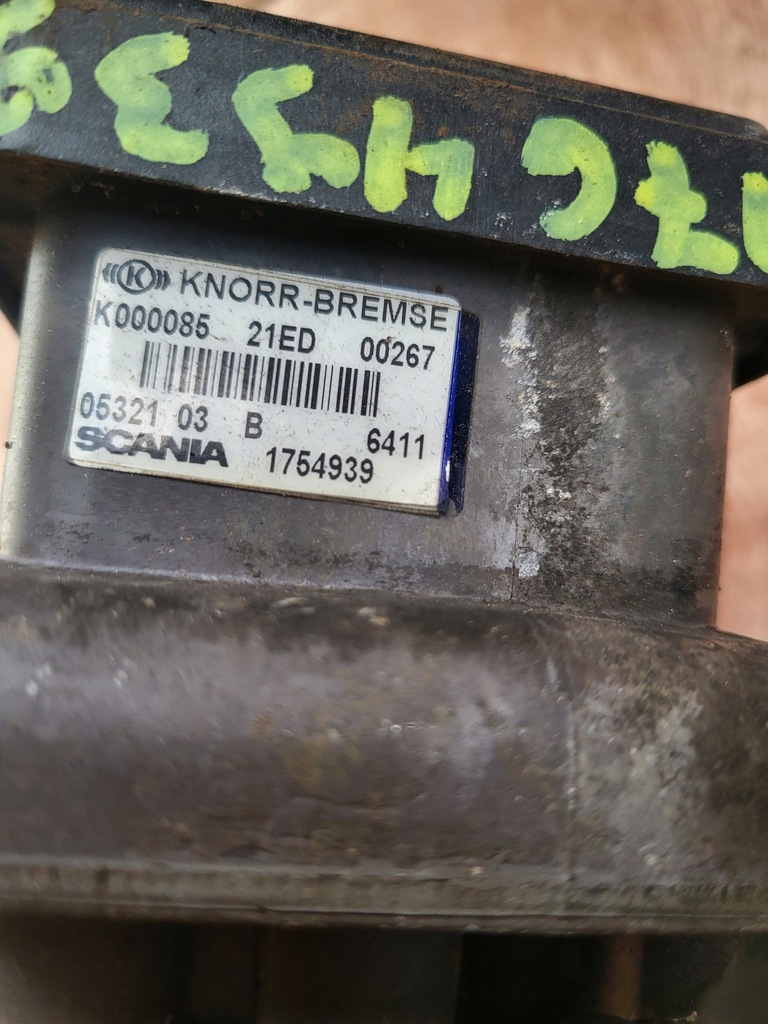 KNORR-BREMSE
K000085 21ED 00267
05321 03 B 6411
SCANIA 1754939